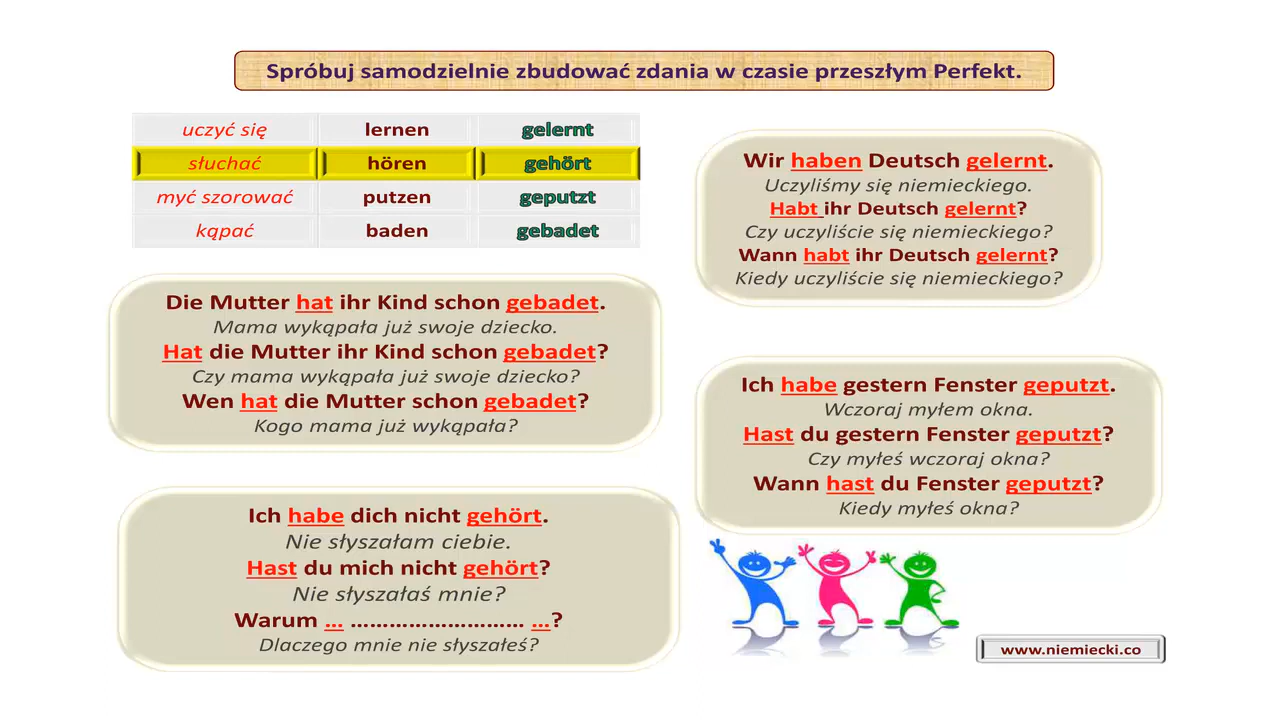 Spróbuj samodzielnie zbudować zdania w czasie przeszłym Perfekt.
uczyć się lernen gelernt
słuchać hören gehört
myć szorować putzen geputzt
kąpać baden gebadet
Wir haben Deutsch gelernt.
Uczyliśmy się niemieckiego.
Habt ihr Deutsch gelernt?
Czy uczyliście się niemieckiego?
Wann habt ihr Deutsch gelernt?
Kiedy uczyliście się niemieckiego?
Die Mutter hat ihr Kind schon gebadet.
Mama wykąpała już swoje dziecko.
Hat die Mutter ihr Kind schon gebadet?
Czy mama wykąpała już swoje dziecko?
Wen hat die Mutter schon gebadet?
Kogo mama już wykąpała?
Ich habe gestern Fenster geputzt.
Wczoraj myłem okna.
Hast du gestern Fenster geputzt?
Czy myłeś wczoraj okna?
Wann hast du Fenster geputzt?
Kiedy myłeś okna?
Ich habe dich nicht gehört.
Nie słyszałam ciebie.
Hast du mich nicht gehört?
Nie słyszałaś mnie?
Warum … ……………………… …?
Dlaczego mnie nie słyszałeś?
www.niemiecki.co